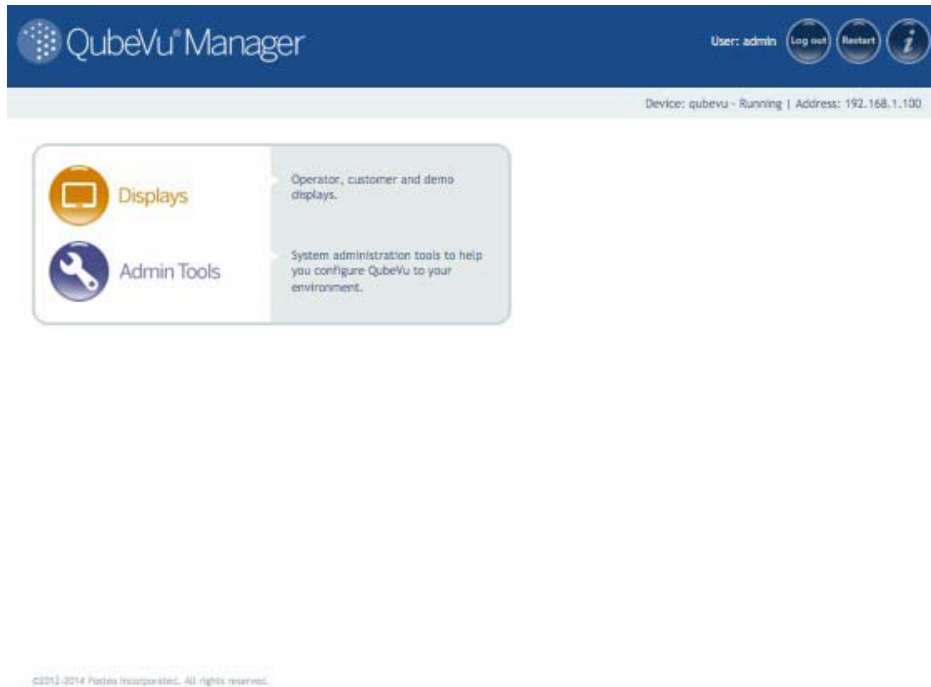 QubeVu® Manager
User: admin Log out Restart i
Device: qubevu - Running | Address: 192.168.1.100
Displays
Operator, customer and demo
displays.
Admin Tools
System administration tools to help
you configure QubeVu to your
environment.
©2012-2014 Postea Incorporated. All rights reserved.